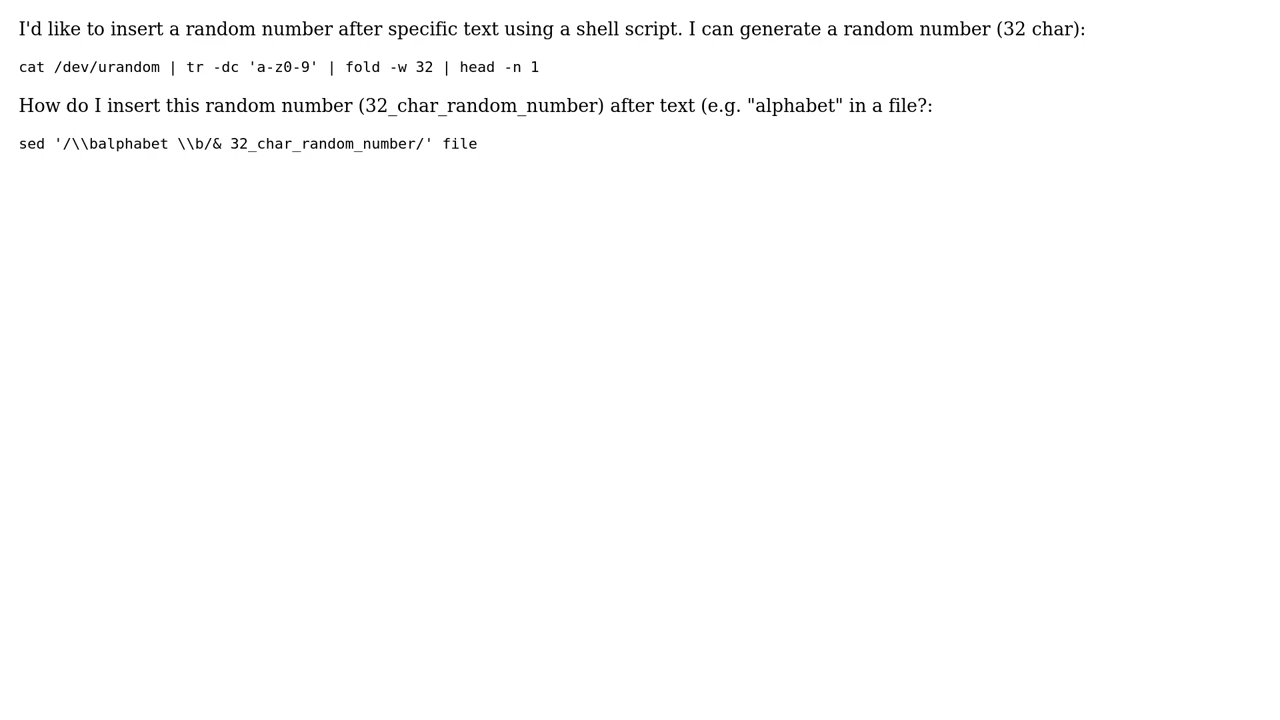 I'd like to insert a random number after specific text using a shell script. I can generate a random number (32 char):
cat /dev/urandom | tr -dc 'a-z0-9' | fold -w 32 | head -n 1
How do I insert this random number (32_char_random_number) after text (e.g. "alphabet" in a file?:
sed '/\\balphabet \\b/& 32_char_random_number/' file